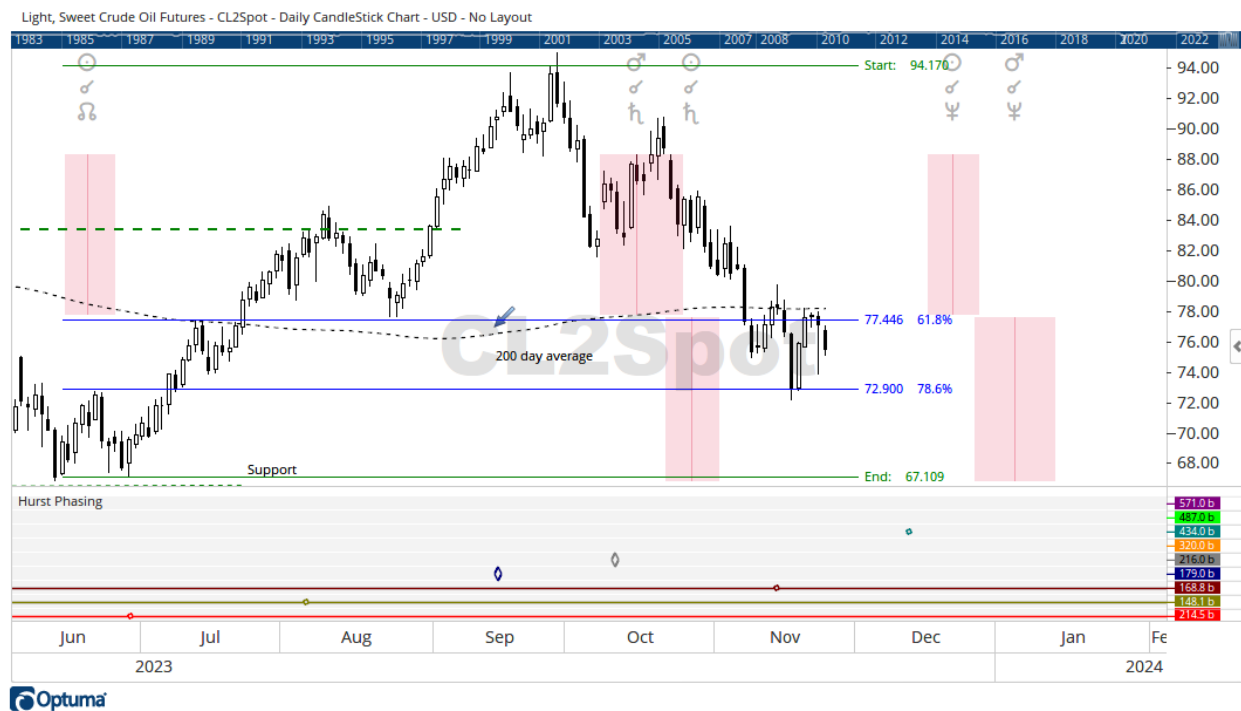 Light, Sweet Crude Oil Futures - CL2Spot - Daily CandleStick Chart - USD - No Layout
1983 1985 1987 1989 1991 1993 1995 1997 1999 2001 2003 2005 2007 2008 2010 2012 2014 2016 2018 2020 2022
☉ ♂ ☉ ☉ ♂
☌ ☌ ☌ ☌ ☌
☊ ♄ ♄ ♆ ♆
Start: 94.170
94.00
92.00
90.00
88.00
86.00
84.00
82.00
80.00
78.00
77.446 61.8%
76.00
CL2Spot
200 day average
74.00
72.900 78.6%
72.00
70.00
68.00
Support
End: 67.109
Hurst Phasing
571.0 b
487.0 b
434.0 b
320.0 b
216.0 b
179.0 b
168.8 b
148.1 b
214.5 b
Jun Jul Aug Sep Oct Nov Dec Jan Fe
2023 2024
Optuma